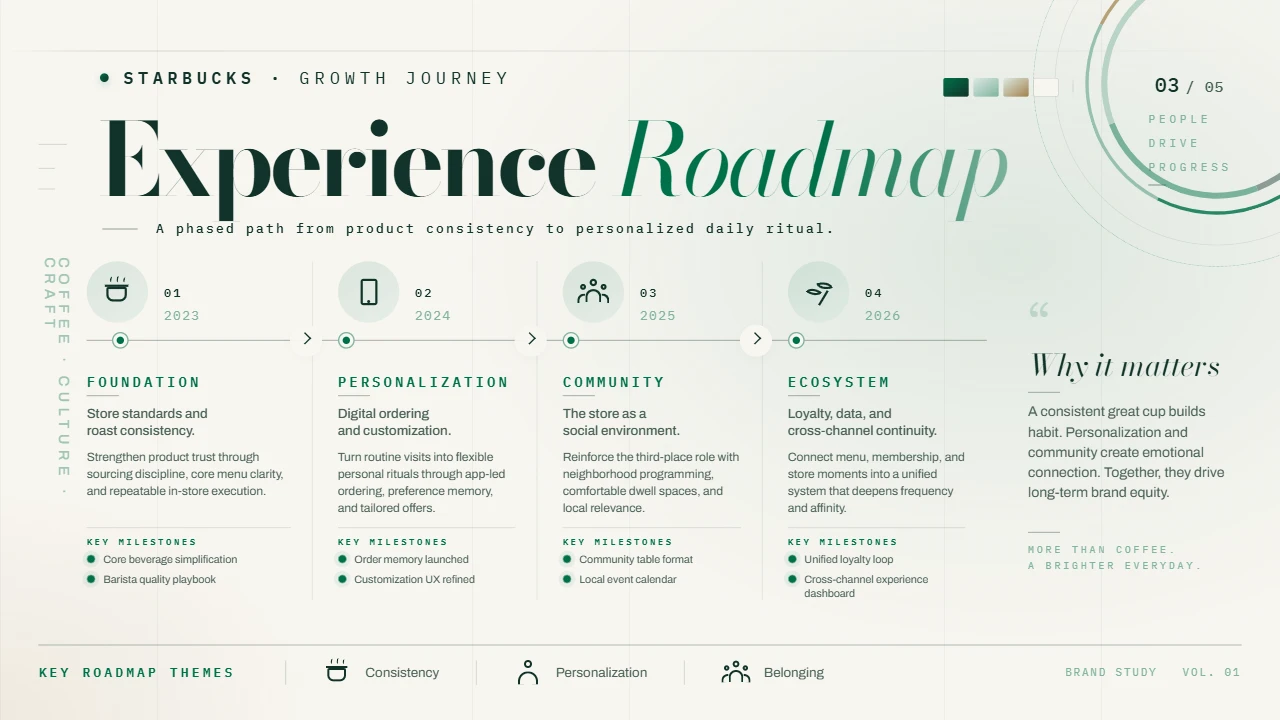 STARBUCKS · GROWTH JOURNEY
03 / 05
PEOPLE
DRIVE
PROGRESS
Experience Roadmap
A phased path from product consistency to personalized daily ritual.
COFFEE · CULTURE ·
CRAFT
01
2023
FOUNDATION
Store standards and
roast consistency.
Strengthen product trust through
sourcing discipline, core menu clarity,
and repeatable in-store execution.
KEY MILESTONES
Core beverage simplification
Barista quality playbook
02
2024
PERSONALIZATION
Digital ordering
and customization.
Turn routine visits into flexible
personal rituals through app-led
ordering, preference memory,
and tailored offers.
KEY MILESTONES
Order memory launched
Customization UX refined
03
2025
COMMUNITY
The store as a
social environment.
Reinforce the third-place role with
neighborhood programming,
comfortable dwell spaces, and
local relevance.
KEY MILESTONES
Community table format
Local event calendar
04
2026
ECOSYSTEM
Loyalty, data, and
cross-channel continuity.
Connect menu, membership, and
store moments into a unified
system that deepens frequency
and affinity.
KEY MILESTONES
Unified loyalty loop
Cross-channel experience
dashboard
“
Why it matters
A consistent great cup builds
habit. Personalization and
community create emotional
connection. Together, they drive
long-term brand equity.
MORE THAN COFFEE.
A BRIGHTER EVERYDAY.
KEY ROADMAP THEMES
Consistency
Personalization
Belonging
BRAND STUDY VOL. 01